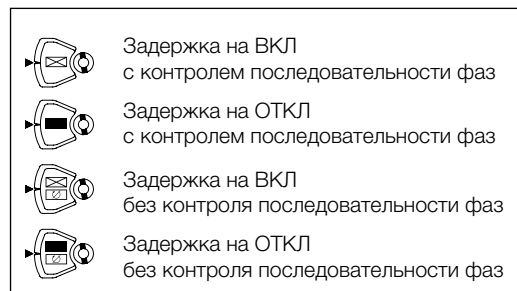 Задержка на ВКЛ
с контролем последовательности фаз
Задержка на ОТКЛ
с контролем последовательности фаз
Задержка на ВКЛ
без контроля последовательности фаз
Задержка на ОТКЛ
без контроля последовательности фаз